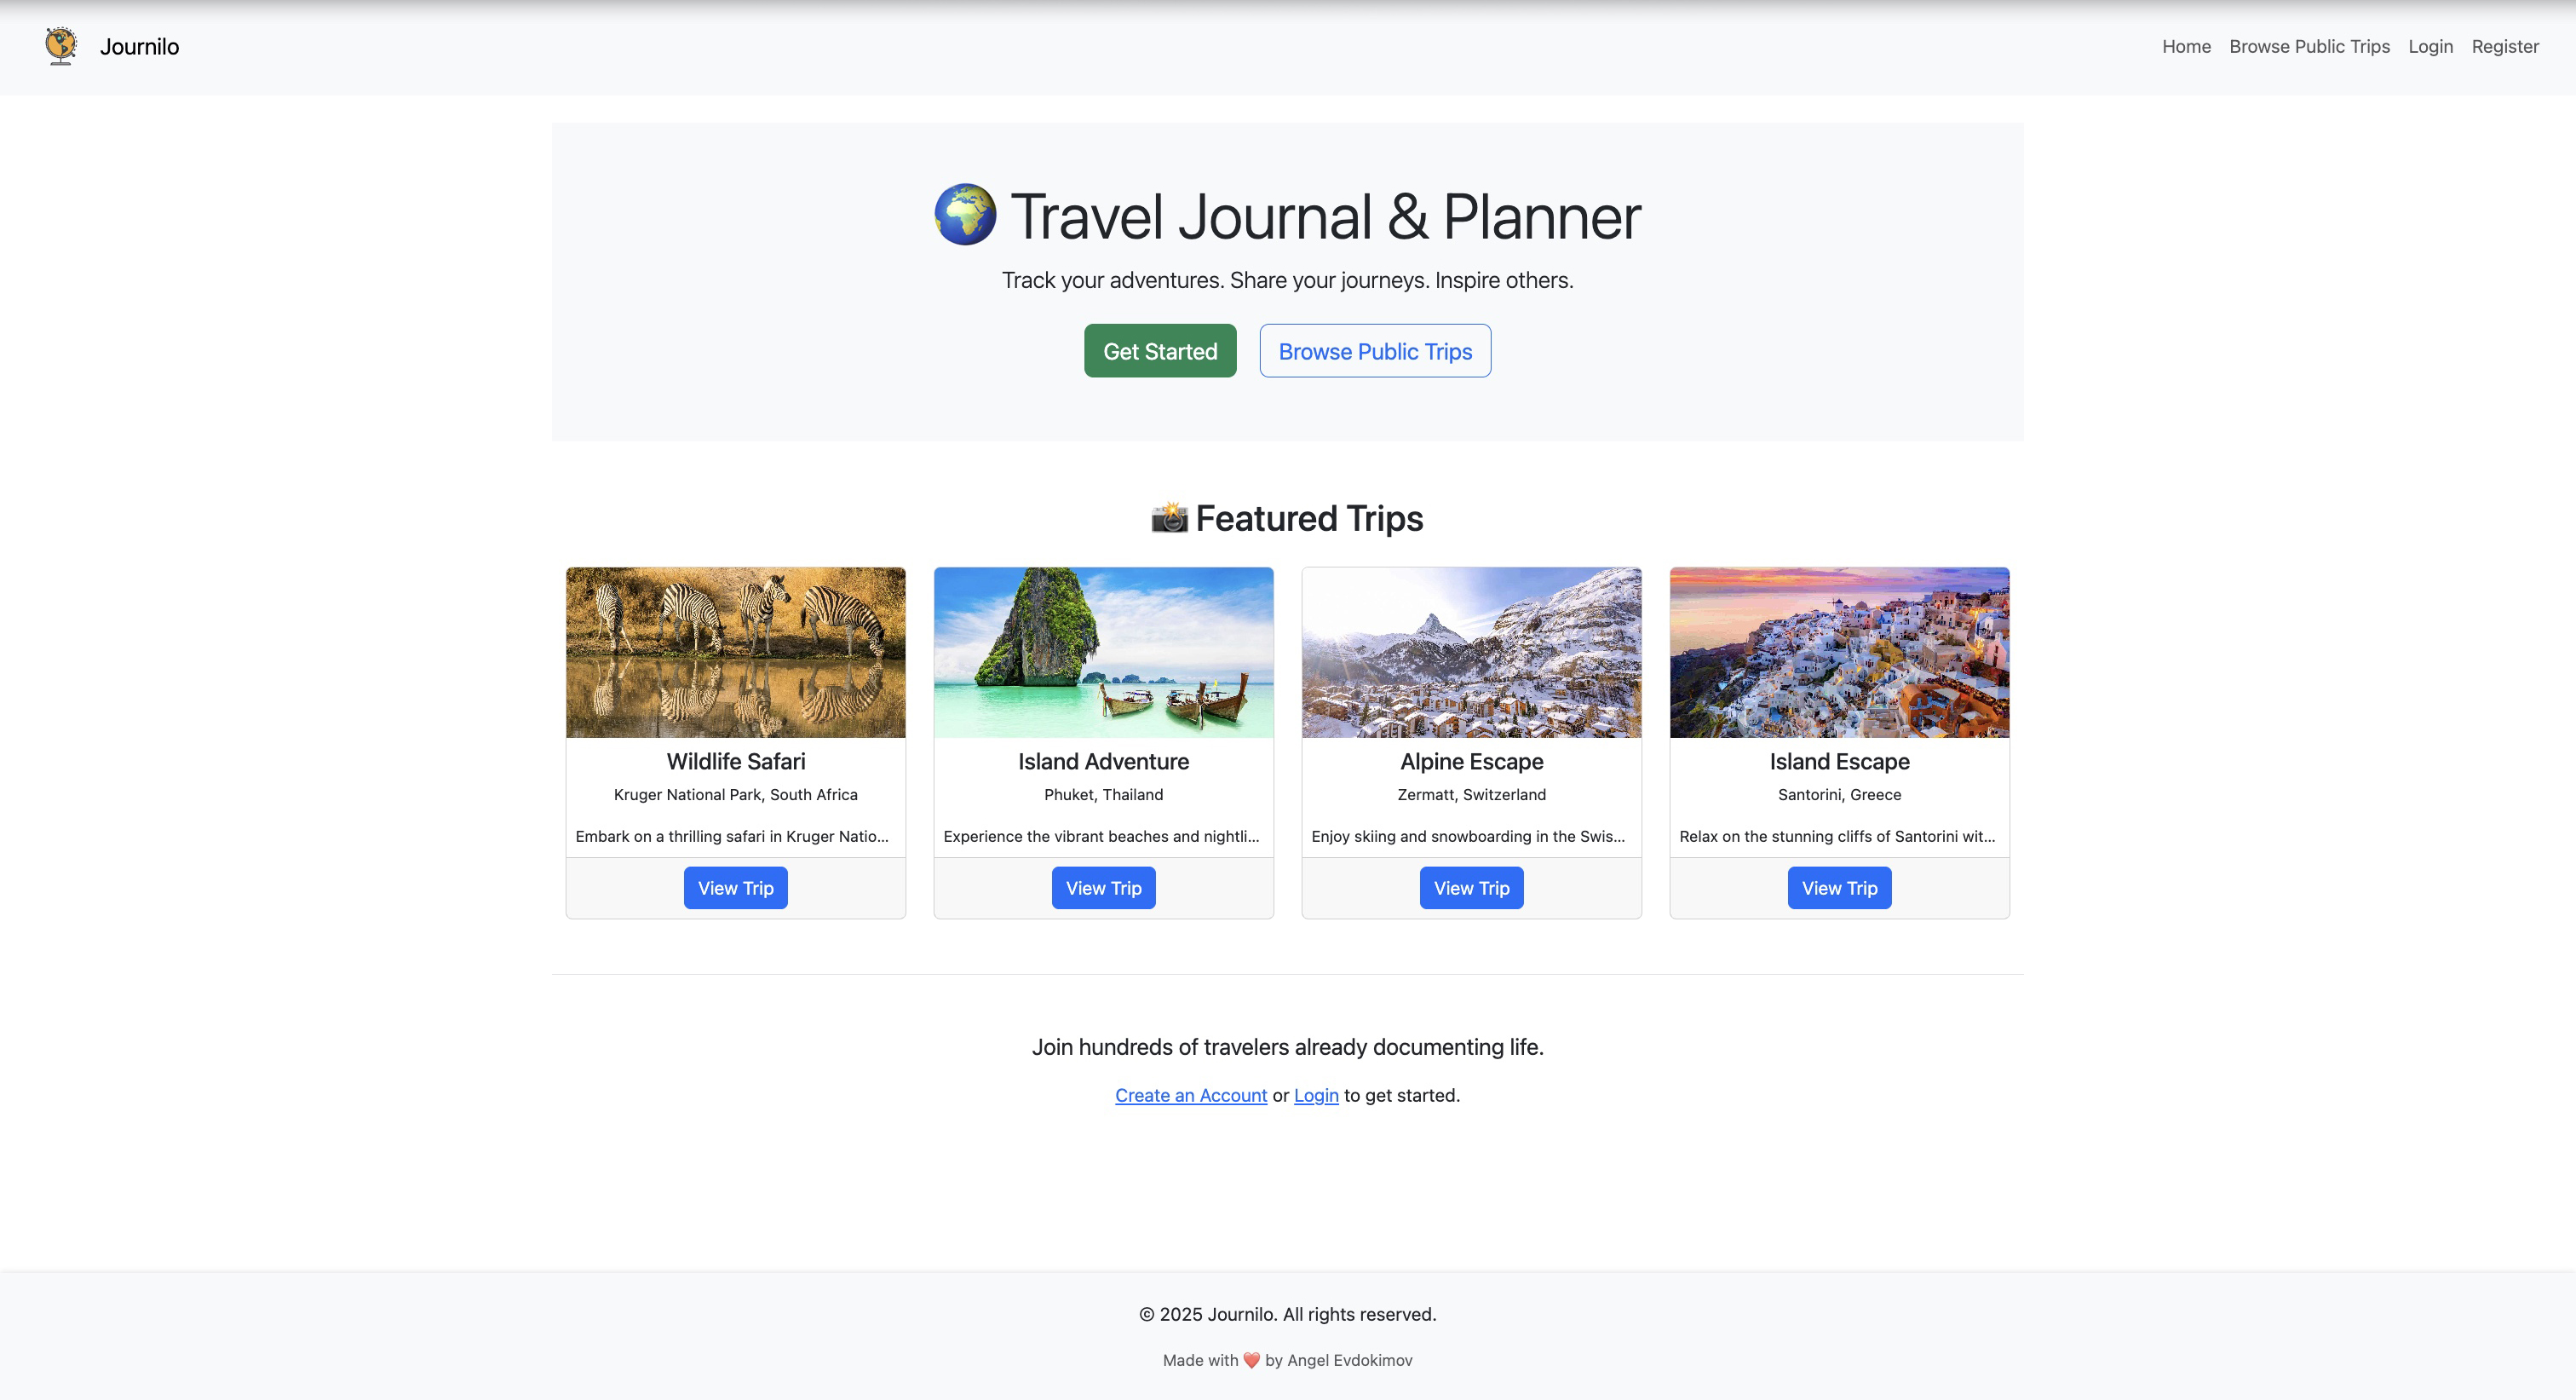 Journilo
Home Browse Public Trips Login Register
Travel Journal & Planner
Track your adventures. Share your journeys. Inspire others.
Get Started Browse Public Trips
Featured Trips
Wildlife Safari
Kruger National Park, South Africa
Embark on a thrilling safari in Kruger Natio...
View Trip
Island Adventure
Phuket, Thailand
Experience the vibrant beaches and nightli...
View Trip
Alpine Escape
Zermatt, Switzerland
Enjoy skiing and snowboarding in the Swis...
View Trip
Island Escape
Santorini, Greece
Relax on the stunning cliffs of Santorini wit...
View Trip
Join hundreds of travelers already documenting life.
Create an Account or Login to get started.
© 2025 Journilo. All rights reserved.
Made with ❤️ by Angel Evdokimov